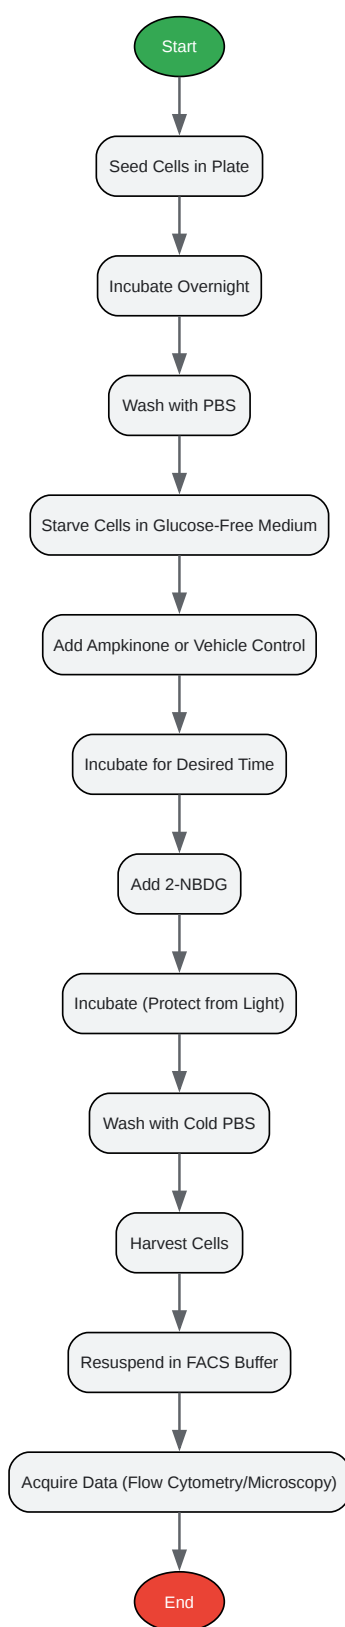 Start
Seed Cells in Plate
Incubate Overnight
Wash with PBS
Starve Cells in Glucose-Free Medium
Add Ampkinone or Vehicle Control
Incubate for Desired Time
Add 2-NBDG
Incubate (Protect from Light)
Wash with Cold PBS
Harvest Cells
Resuspend in FACS Buffer
Acquire Data (Flow Cytometry/Microscopy)
End